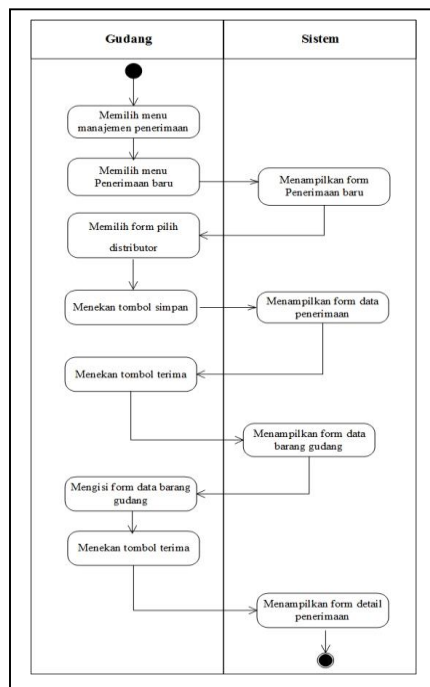 Gudang
Sistem
Memilih menu
manajemen penerimaan
Memilih menu
Penerimaan baru
Menampilkan form
Penerimaan baru
Memilih form pilih
distributor
Menekan tombol simpan
Menampilkan form data
penerimaan
Menekan tombol terima
Menampilkan form data
barang gudang
Mengisi form data barang
gudang
Menekan tombol terima
Menampilkan form detail
penerimaan